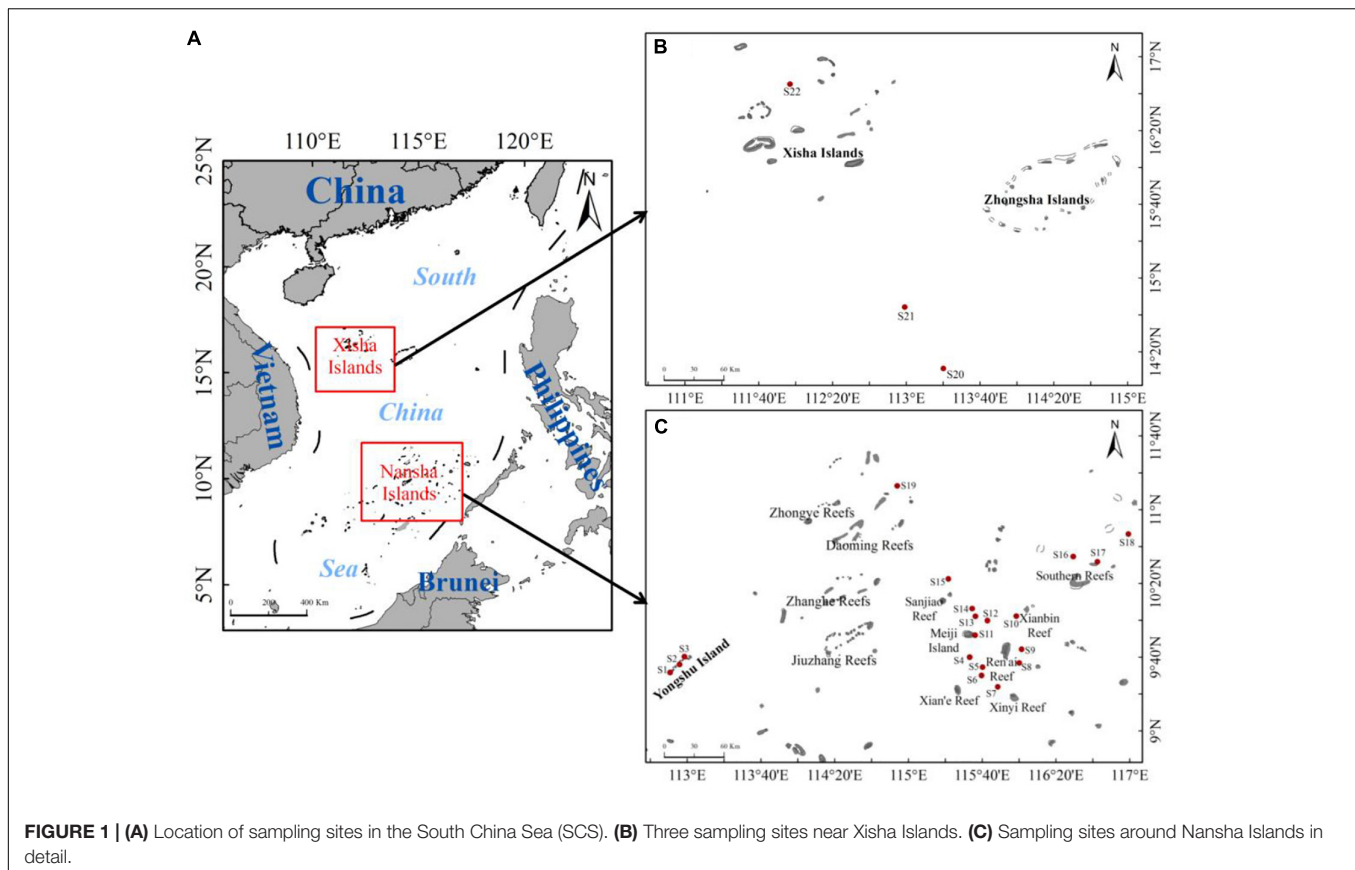 A
110°E 115°E 120°E
25°N
20°N
15°N
10°N
5°N
N
China
South
China
Sea
Xisha
Islands
Nansha
Islands
Vietnam
Philippines
Brunei
0 200 400 Km
B
N
S22
Xisha Islands
Zhongsha Islands
S21
S20
0 30 60 Km
17°N
16°20'N
15°40'N
15°N
14°20'N
111°E 111°40'E 112°20'E 113°E 113°40'E 114°20'E 115°E
C
N
S19
Zhongye Reefs
Daoming Reefs
S18
S16
S17
Southern Reefs
S15
Zhanghe Reefs
Sanjiao
Reef
S14
S13
S12
S10
Xianbin
Reef
Meiji
Island
S11
Jiuzhang Reefs
S3
S2
S1
Yongshu Island
S4
S9
S5
Ren'ai
Reef
S8
S6
S7
Xian'e Reef
Xinyi Reef
0 30 60 Km
11°40'N
11°N
10°20'N
9°40'N
9°N
113°E 113°40'E 114°20'E 115°E 115°40'E 116°20'E 117°E
FIGURE 1 | (A) Location of sampling sites in the South China Sea (SCS). (B) Three sampling sites near Xisha Islands. (C) Sampling sites around Nansha Islands in
detail.